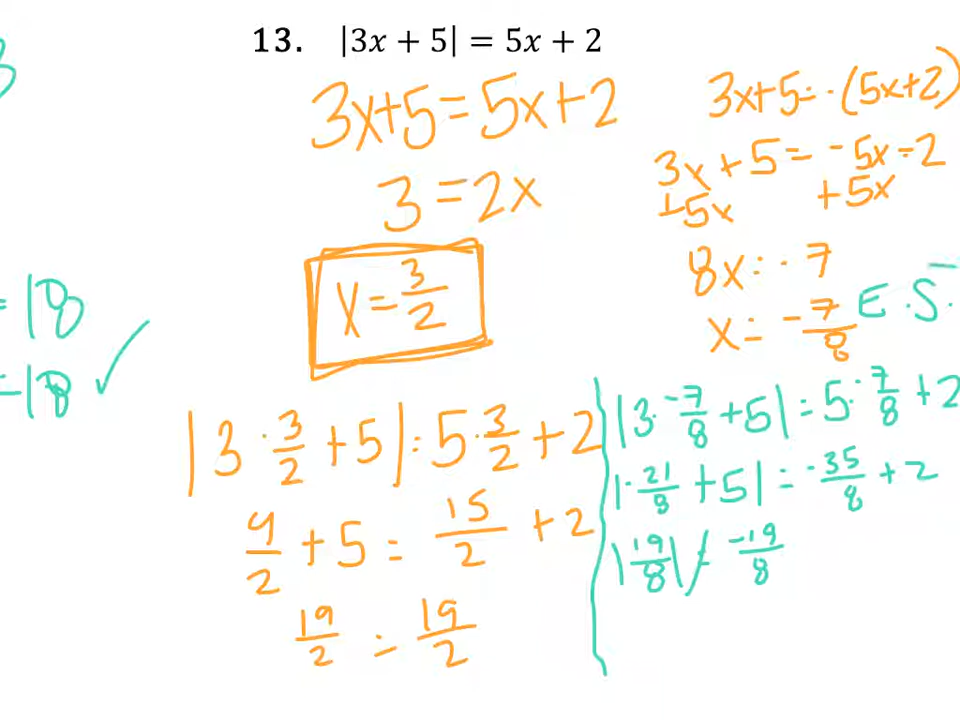 13. |3x + 5| = 5x + 2
3x+5=5x+2
3 = 2x
x = 3/2
|3·3/2+5| = 5·3/2+2
9/2 + 5 = 15/2 + 2
19/2 = 19/2
3x+5=-(5x+2)
3x+5=-5x-2
+5x +5x
8x=-7
x=-7/8 E.S.
|3·-7/8+5|=5·-7/8+2
|-21/8+5|=-35/8+2
|19/8|≠-19/8
3
=18
=18 ✓